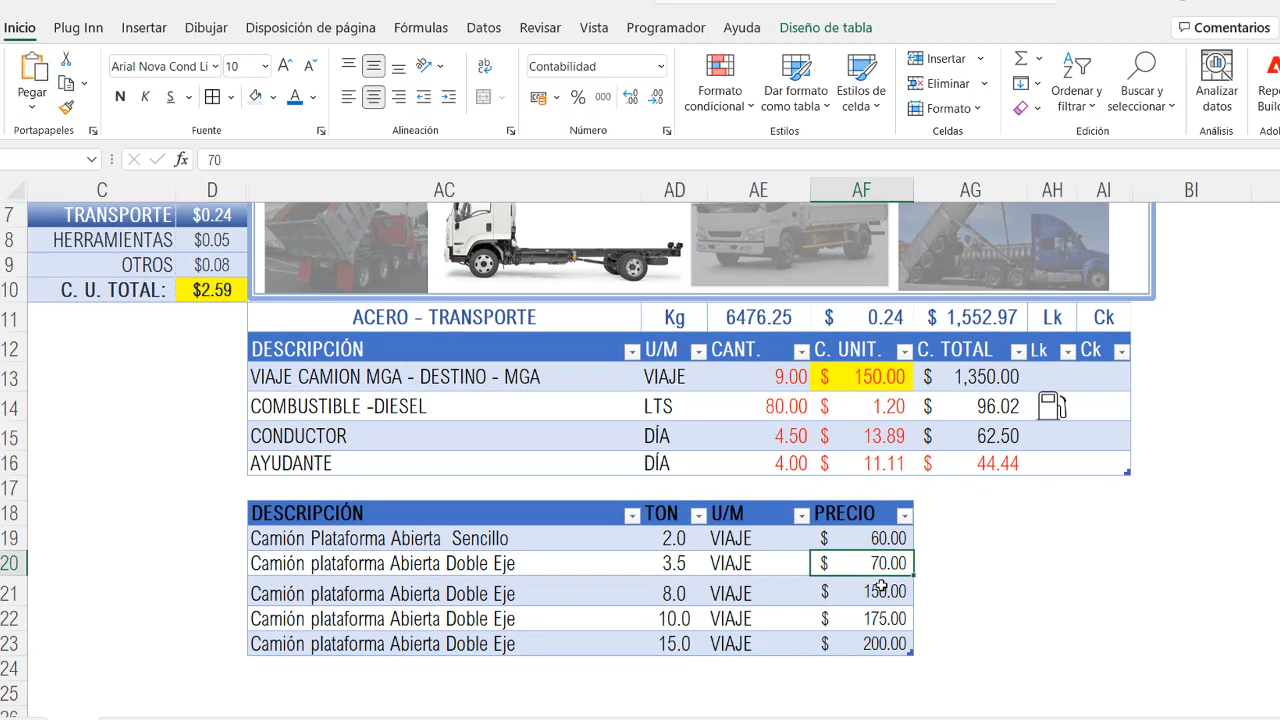 Inicio Plug Inn Insertar Dibujar Disposición de página Fórmulas Datos Revisar Vista Programador Ayuda Diseño de tabla Comentarios
Pegar
Arial Nova Cond Li 10
N K S
Contabilidad
% 000
Formato condicional
Dar formato como tabla
Estilos de celda
Insertar
Eliminar
Formato
Ordenar y filtrar
Buscar y seleccionar
Analizar datos
Portapapeles Fuente Alineación Número Estilos Celdas Edición Análisis
fx 70
C D AC AD AE AF AG AH AI BI
7 TRANSPORTE $0.24
8 HERRAMIENTAS $0.05
9 OTROS $0.08
10 C. U. TOTAL: $2.59
11 ACERO - TRANSPORTE Kg 6476.25 $ 0.24 $ 1,552.97 Lk Ck
12 DESCRIPCIÓN U/M CANT. C. UNIT. C. TOTAL Lk Ck
13 VIAJE CAMION MGA - DESTINO - MGA VIAJE 9.00 $ 150.00 $ 1,350.00
14 COMBUSTIBLE -DIESEL LTS 80.00 $ 1.20 $ 96.02
15 CONDUCTOR DÍA 4.50 $ 13.89 $ 62.50
16 AYUDANTE DÍA 4.00 $ 11.11 $ 44.44
17
18 DESCRIPCIÓN TON U/M PRECIO
19 Camión Plataforma Abierta Sencillo 2.0 VIAJE $ 60.00
20 Camión plataforma Abierta Doble Eje 3.5 VIAJE $ 70.00
21 Camión plataforma Abierta Doble Eje 8.0 VIAJE $ 150.00
22 Camión plataforma Abierta Doble Eje 10.0 VIAJE $ 175.00
23 Camión plataforma Abierta Doble Eje 15.0 VIAJE $ 200.00
24
25